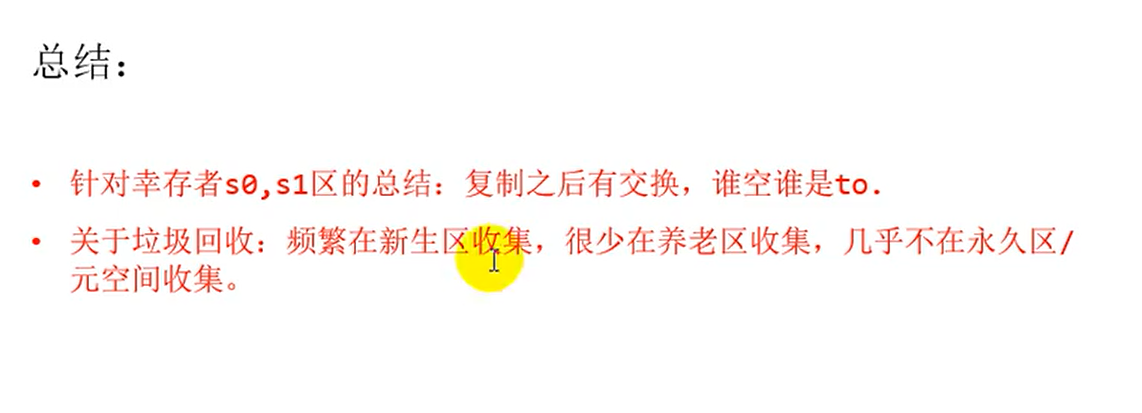 总结：
• 针对幸存者s0,s1区的总结：复制之后有交换，谁空谁是to.
• 关于垃圾回收：频繁在新生区收集，很少在养老区收集，几乎不在永久区/
元空间收集。